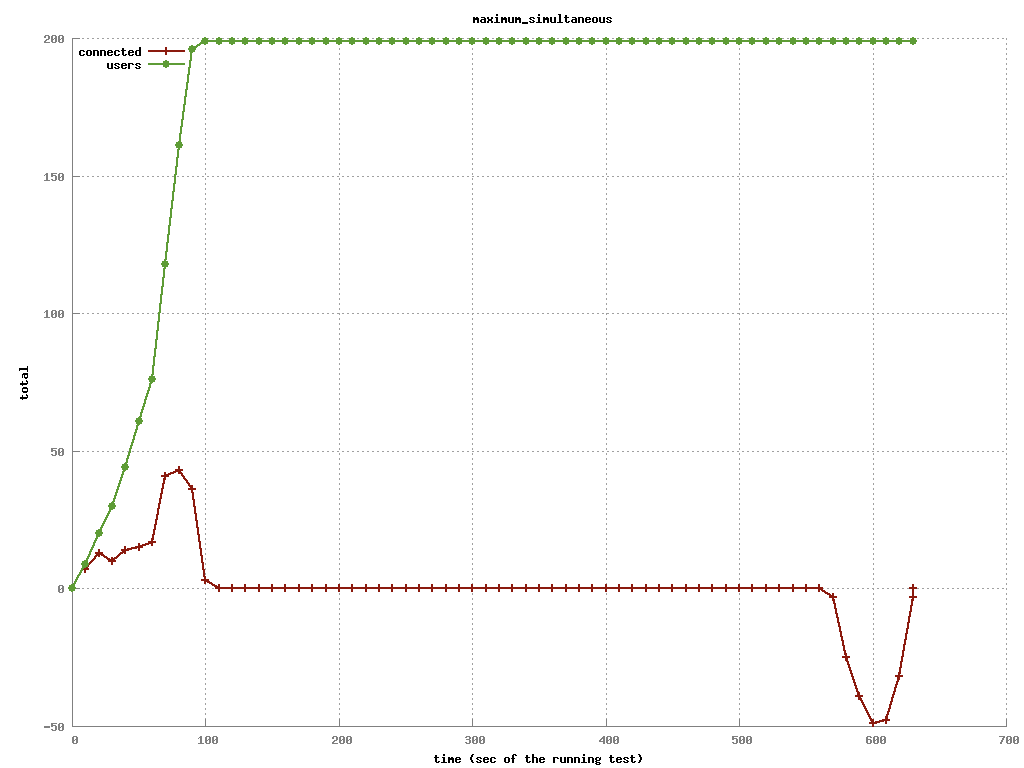 maximum_simultaneous
200
connected
users
150
100
total
50
0
-50
0 100 200 300 400 500 600 700
time (sec of the running test)